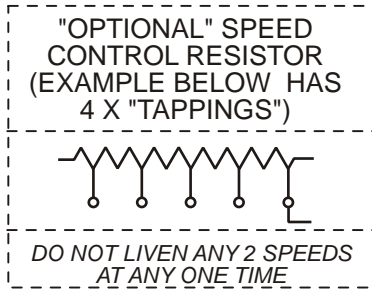 "OPTIONAL" SPEED
CONTROL RESISTOR
(EXAMPLE BELOW HAS
4 X "TAPPINGS")
DO NOT LIVEN ANY 2 SPEEDS
AT ANY ONE TIME